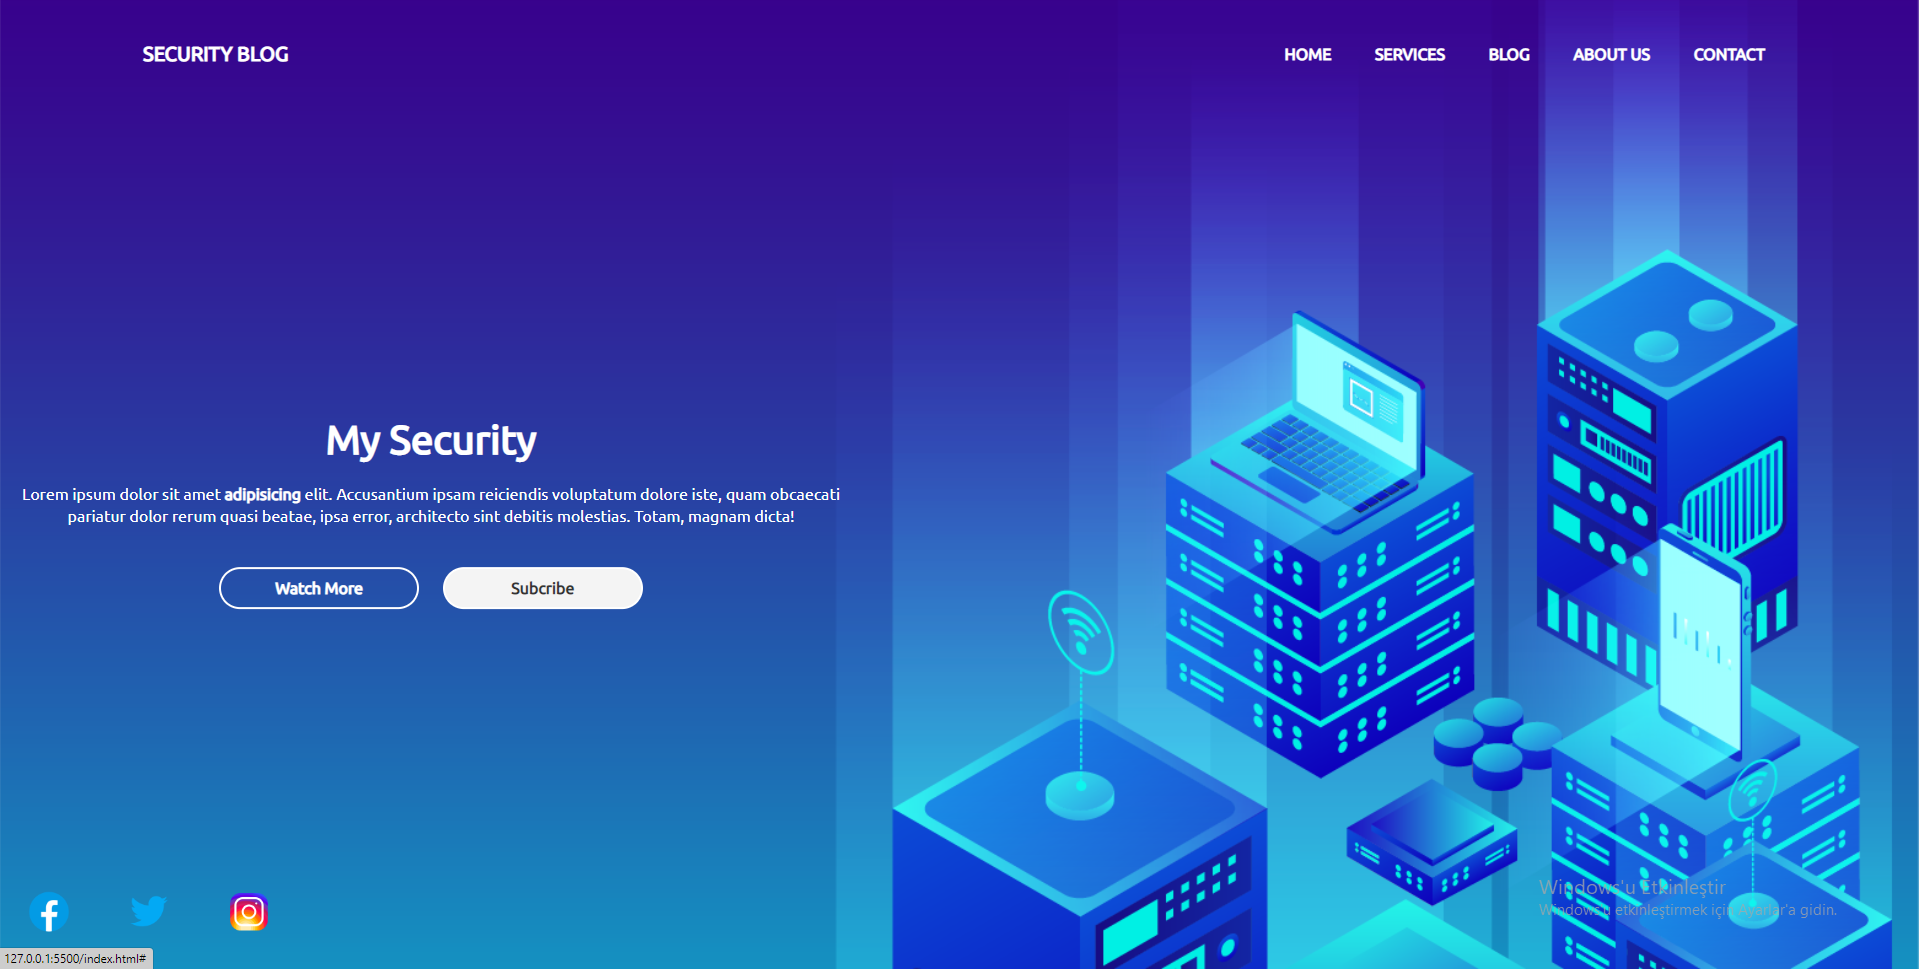 SECURITY BLOG
HOME SERVICES BLOG ABOUT US CONTACT
My Security
Lorem ipsum dolor sit amet adipisicing elit. Accusantium ipsam reiciendis voluptatum dolore iste, quam obcaecati
pariatur dolor rerum quasi beatae, ipsa error, architecto sint debitis molestias. Totam, magnam dicta!
Watch More
Subcribe
Windows'u Etkinleştir
Windows'u etkinleştirmek için Ayarlar'a gidin.
127.0.0.1:5500/index.html#